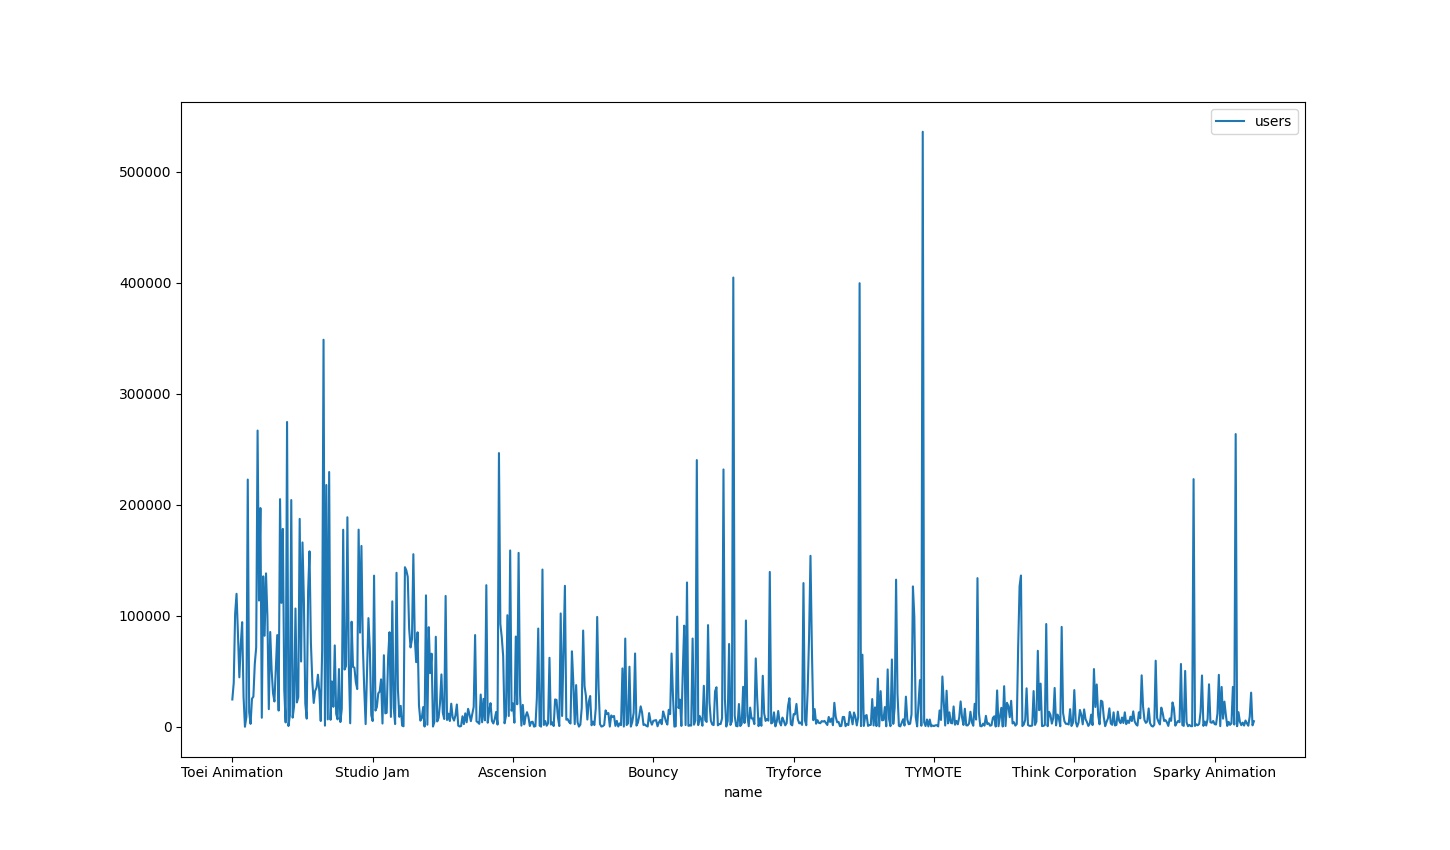 users
500000
400000
300000
200000
100000
0
Toei Animation Studio Jam Ascension Bouncy Tryforce TYMOTE Think Corporation Sparky Animation
name